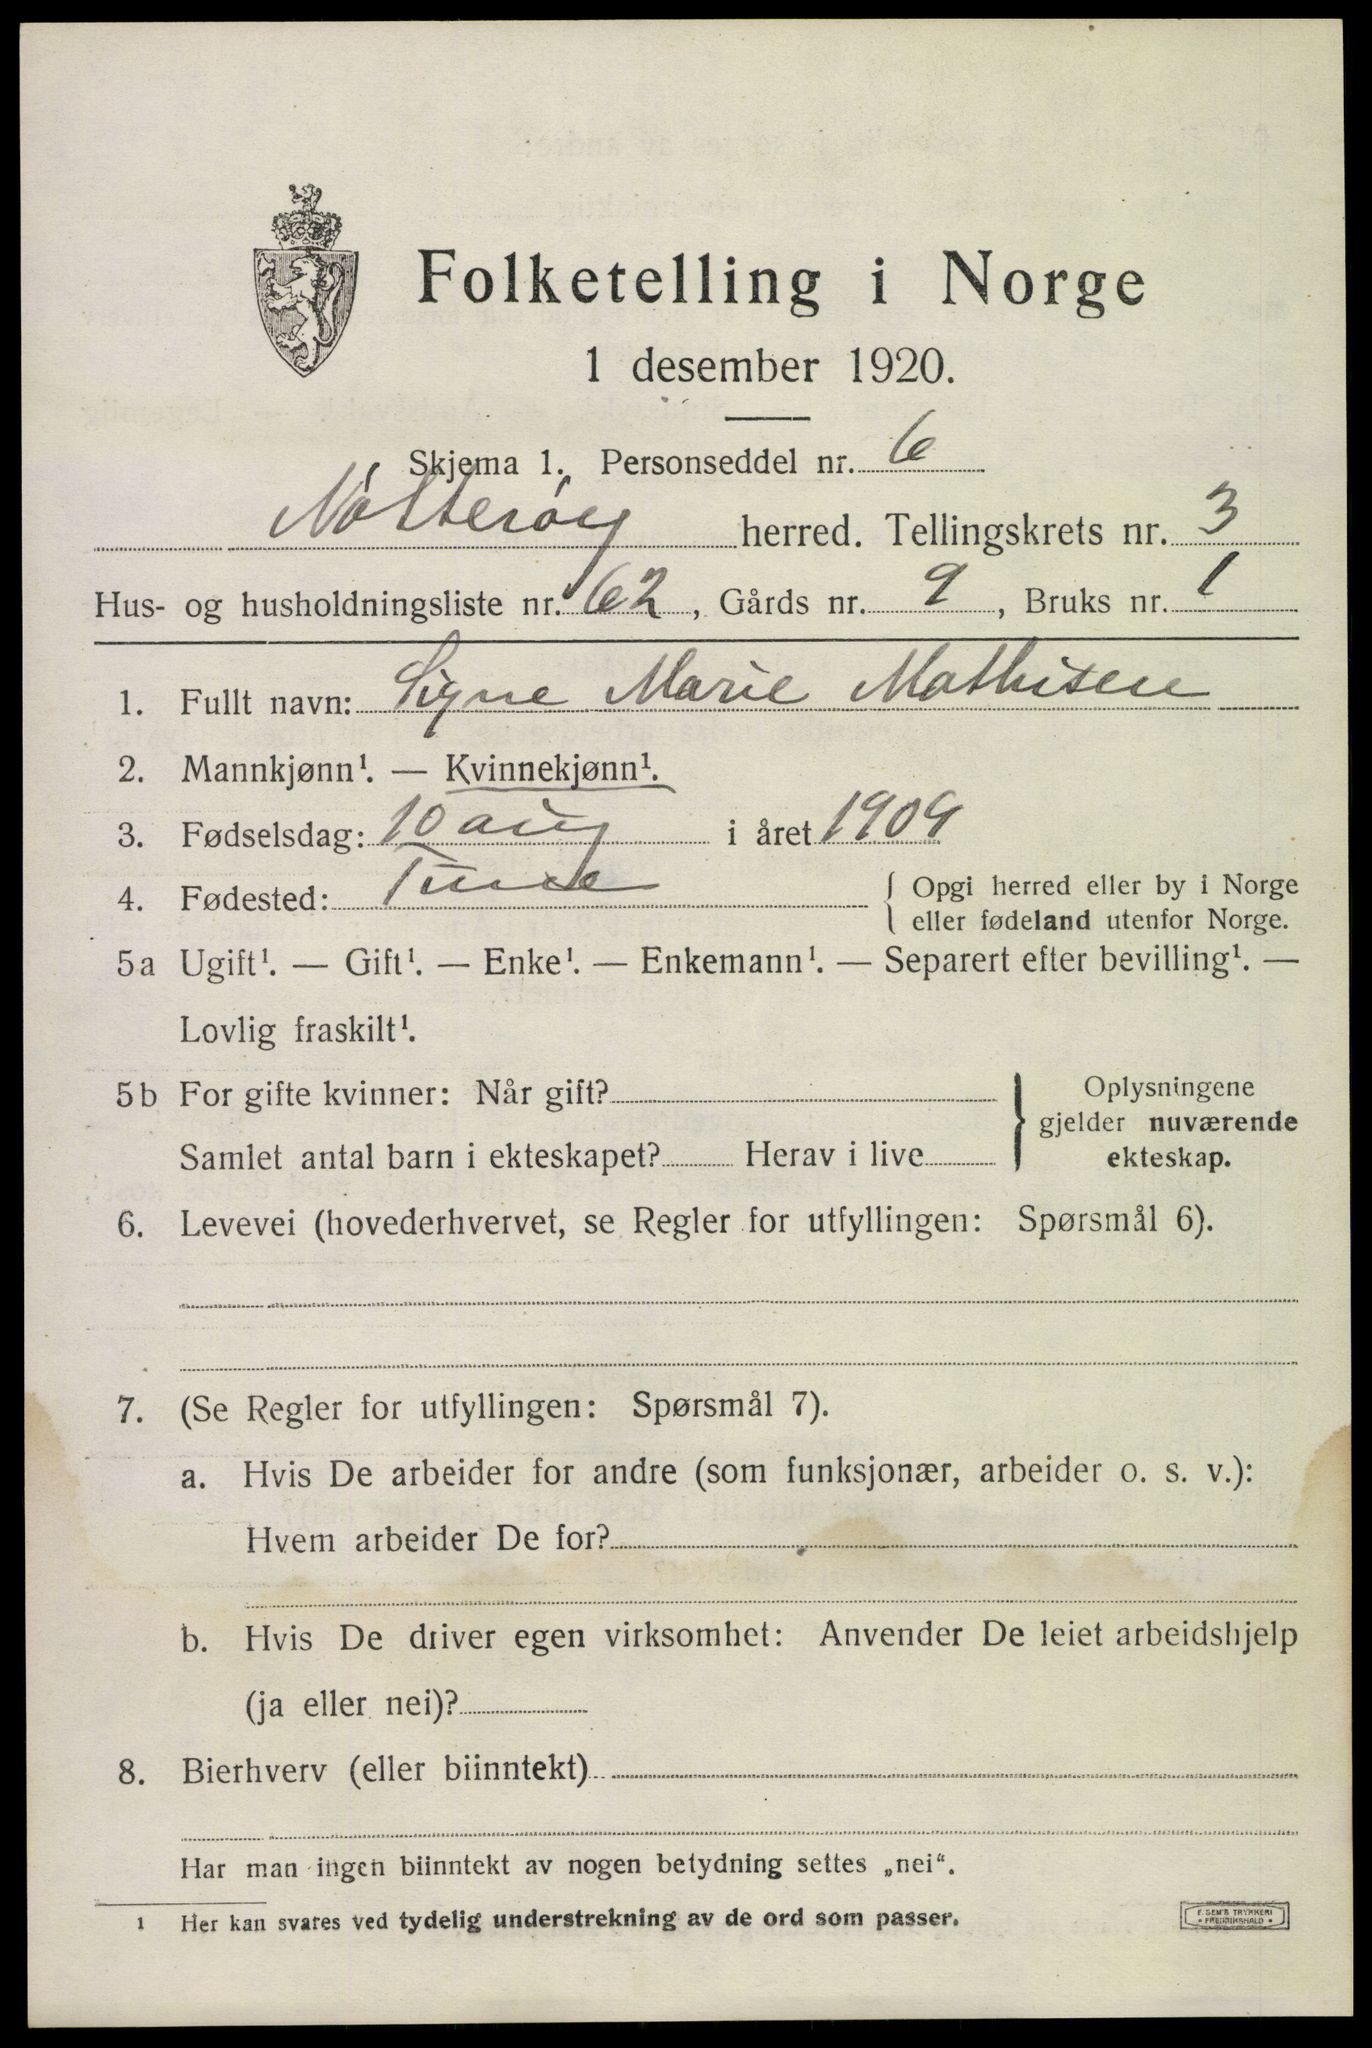 Folketelling i Norge
1 desember 1920.
Skjema 1. Personseddel nr. 6
Nøtterøy herred. Tellingskrets nr. 3
Hus- og husholdningsliste nr. 62, Gårds nr. 9, Bruks nr. 1
1. Fullt navn: Signe Marie Mathisen
2. Mannkjønn¹. — Kvinnekjønn¹.
3. Fødselsdag: 10 aug i året 1909
4. Fødested: Tune { Opgi herred eller by i Norge
eller fødeland utenfor Norge.
5a Ugift¹. — Gift¹. — Enke¹. — Enkemann¹. — Separert efter bevilling¹. —
Lovlig fraskilt¹.
5b For gifte kvinner: Når gift? } Oplysningene
gjelder nuværende
Samlet antal barn i ekteskapet? Herav i live ekteskap.
6. Levevei (hovederhvervet, se Regler for utfyllingen: Spørsmål 6).
7. (Se Regler for utfyllingen: Spørsmål 7).
a. Hvis De arbeider for andre (som funksjonær, arbeider o. s. v.):
Hvem arbeider De for?
b. Hvis De driver egen virksomhet: Anvender De leiet arbeidshjelp
(ja eller nei)?
8. Bierhverv (eller biinntekt)
Har man ingen biinntekt av nogen betydning settes „nei“.
¹ Her kan svares ved tydelig understrekning av de ord som passer.
F. SEM'S TRYKKERI
• FREDRIKSHALD •